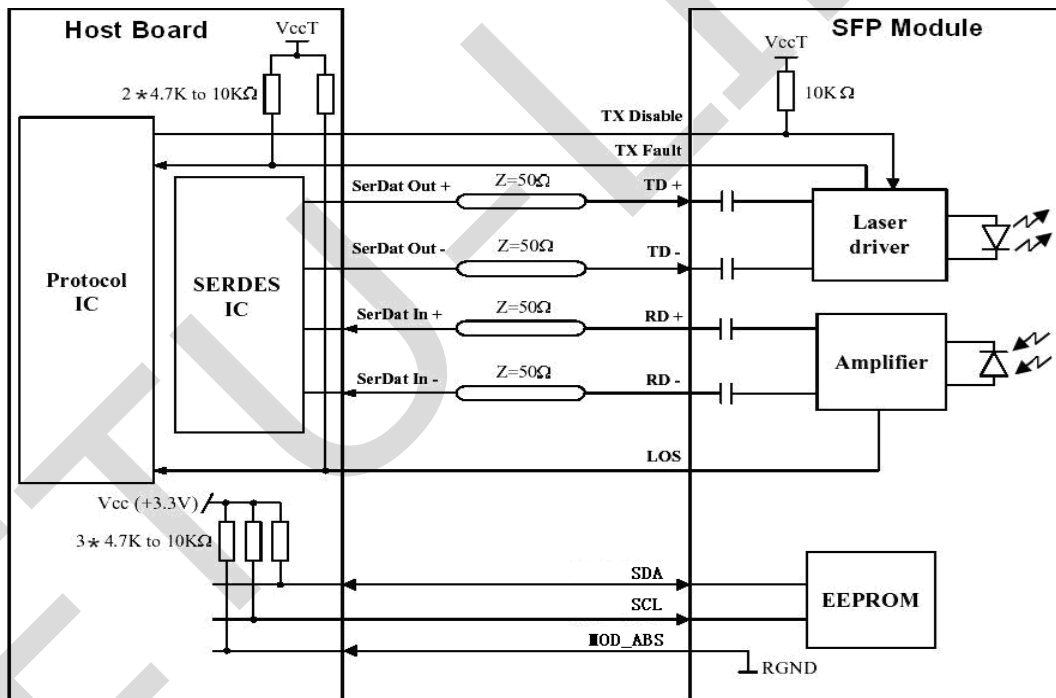 Host Board
SFP Module
VccT
VccT
2*4.7K to 10KΩ
10KΩ
TX Disable
TX Fault
SerDat Out +
Z=50Ω
TD +
SerDat Out -
Z=50Ω
TD -
Laser
driver
Protocol
IC
SERDES
IC
SerDat In +
Z=50Ω
RD +
SerDat In -
Z=50Ω
RD -
Amplifier
LOS
Vcc (+3.3V)
3* 4.7K to 10KΩ
SDA
SCL
EEPROM
MOD_ABS
RGND